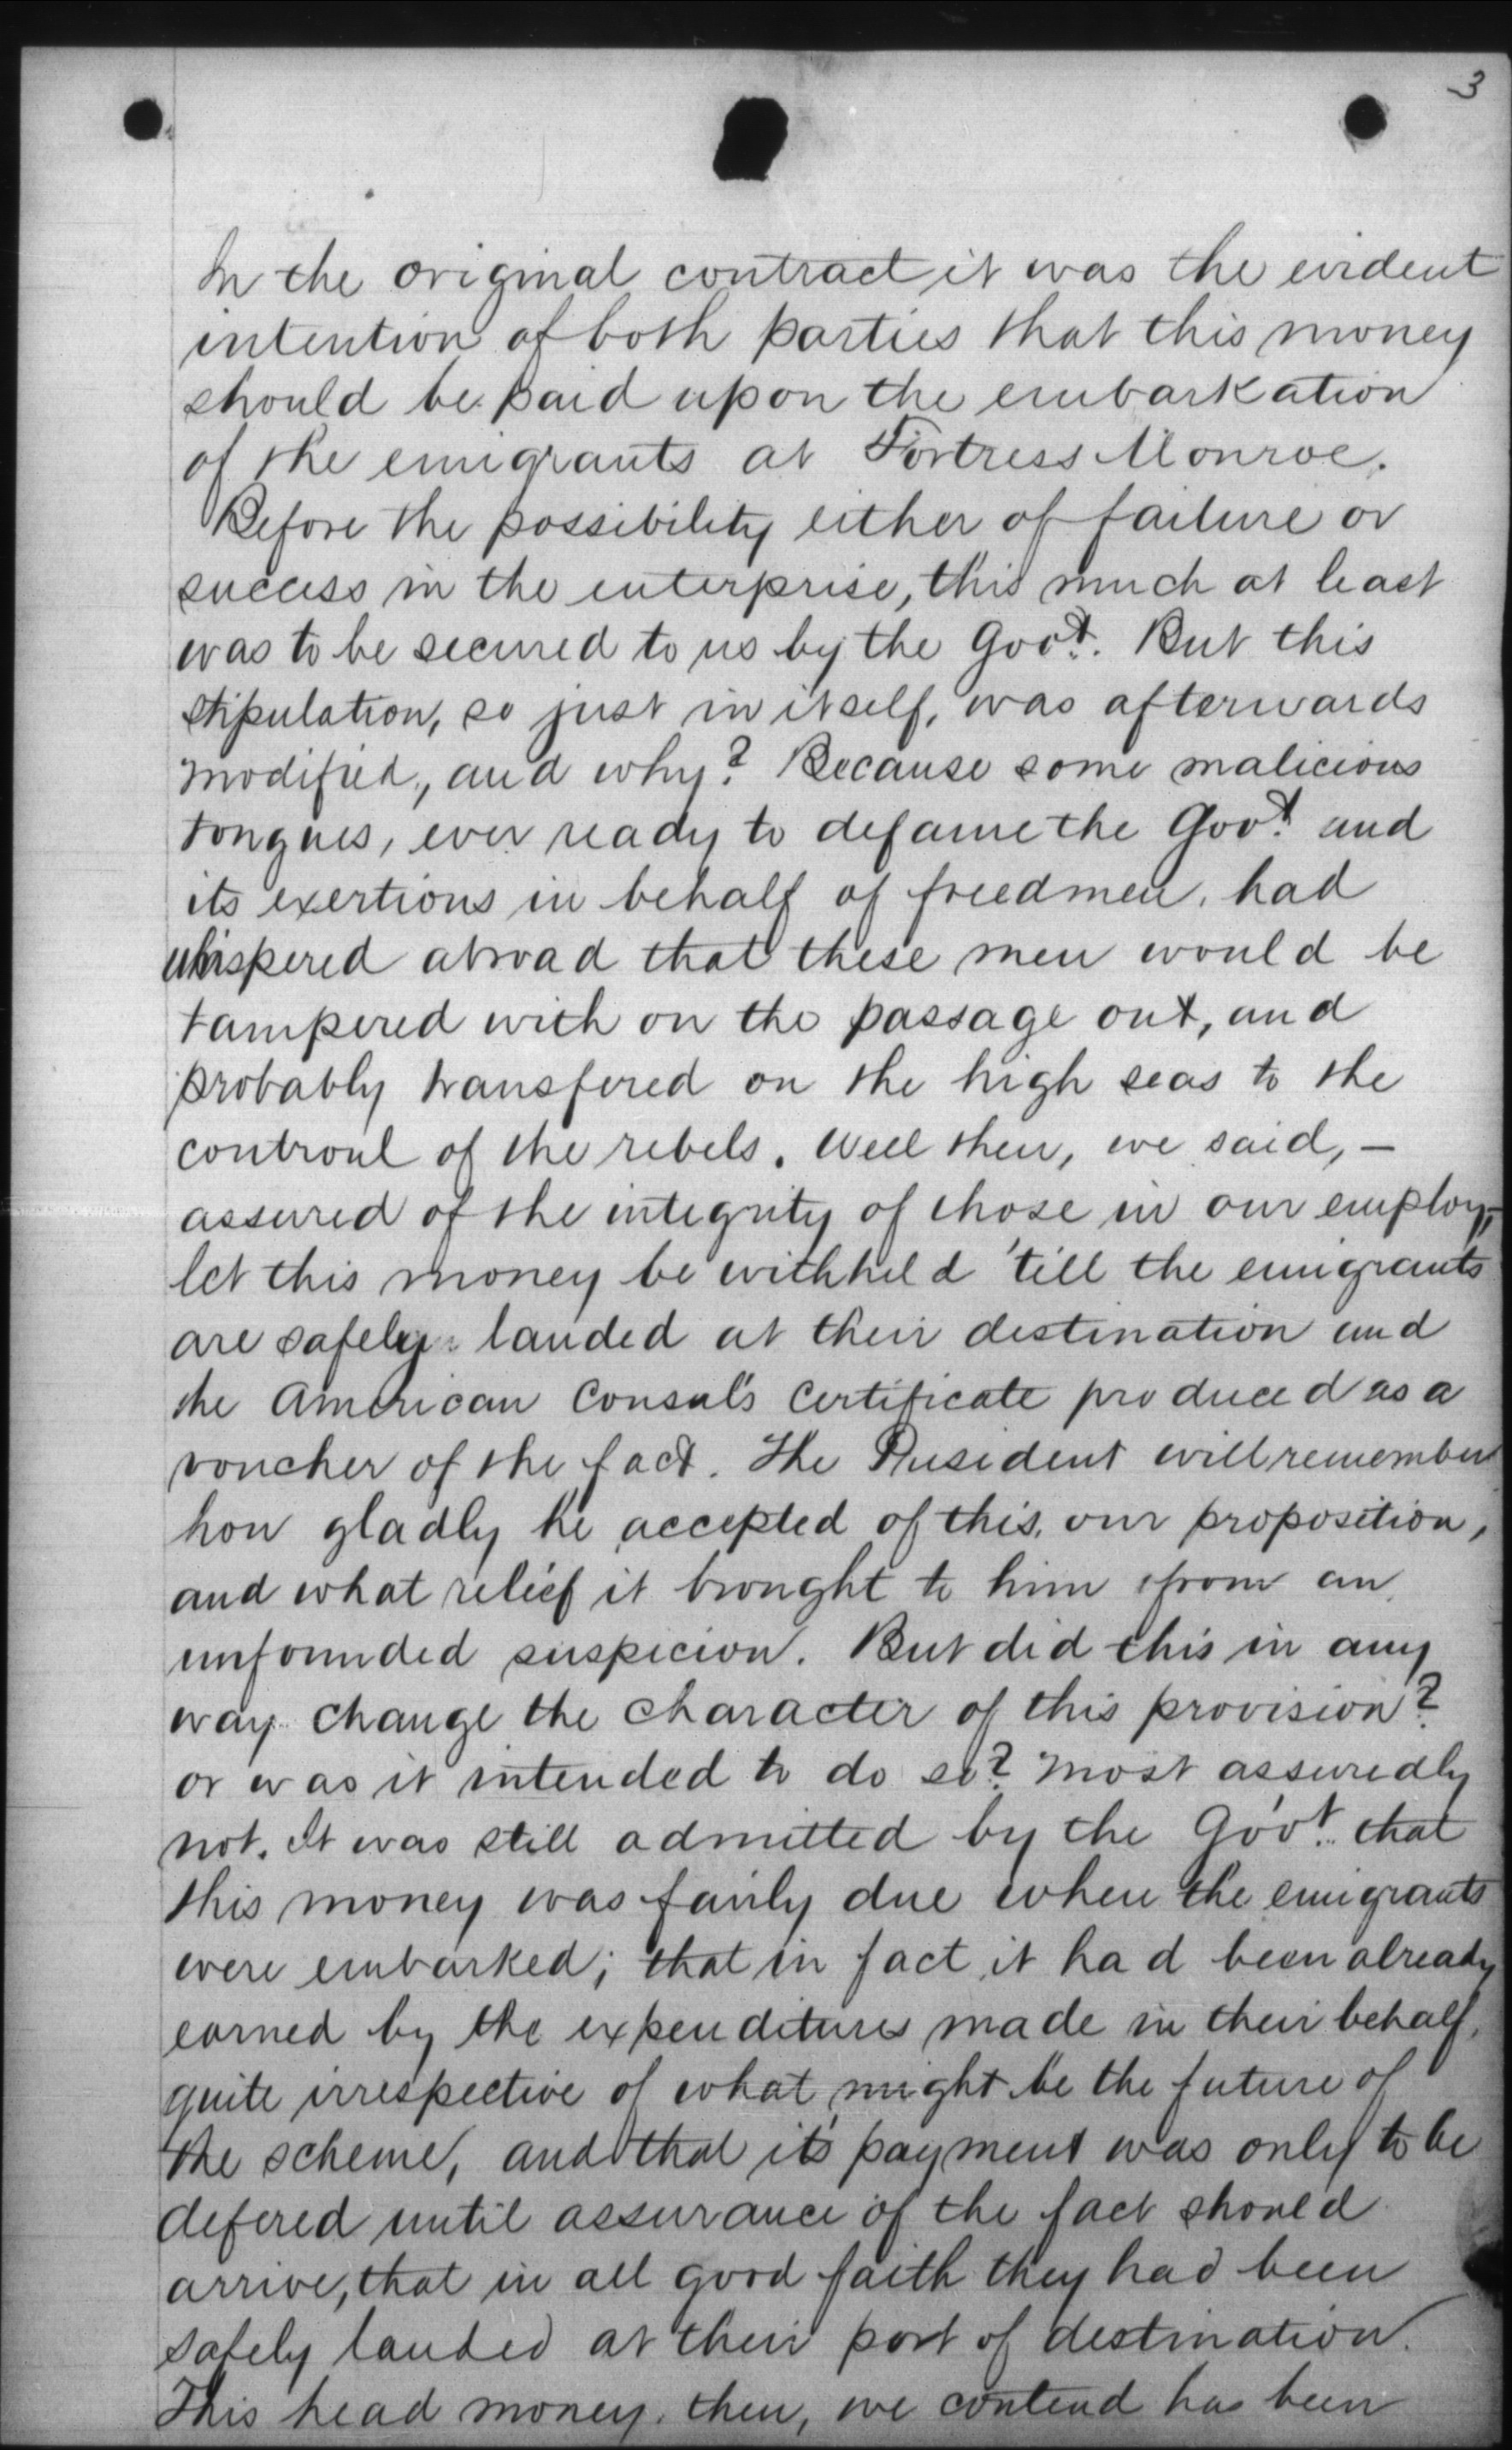 3
In the original contract it was the evident
intention of both parties that this money
should be paid upon the embarkation
of the emigrants at Fortress Monroe.
Before the possibility either of failure or
success in the enterprise, this much at least
was to be secured to us by the Gov't. But this
stipulation, so just in itself, was afterwards
modified, and why? Because some malicious
tongues, ever ready to defame the Gov't and
its exertions in behalf of freedmen, had
whispered abroad that these men would be
tampered with on the passage out, and
probably transfered on the high seas to the
controul of the rebels. Well then, we said, —
assured of the integrity of those in our employ,—
let this money be withheld 'till the emigrants
are safely landed at their destination and
the American Consul's Certificate produced as a
voucher of the fact. The President will remember
how gladly he accepted of this, our proposition,
and what relief it brought to him from an
unfounded suspicion. But did this in any
way change the character of this provision?
or was it intended to do so? Most assuredly
not. It was still admitted by the Gov't. that
this money was fairly due when the emigrants
were embarked; that in fact it had been already
earned by the expenditures made in their behalf,
quite irrespective of what might be the future of
the scheme, and that its payment was only to be
defered until assurance of the fact should
arrive, that in all good faith they had been
safely landed at their port of destination.
This head money, then, we contend has been